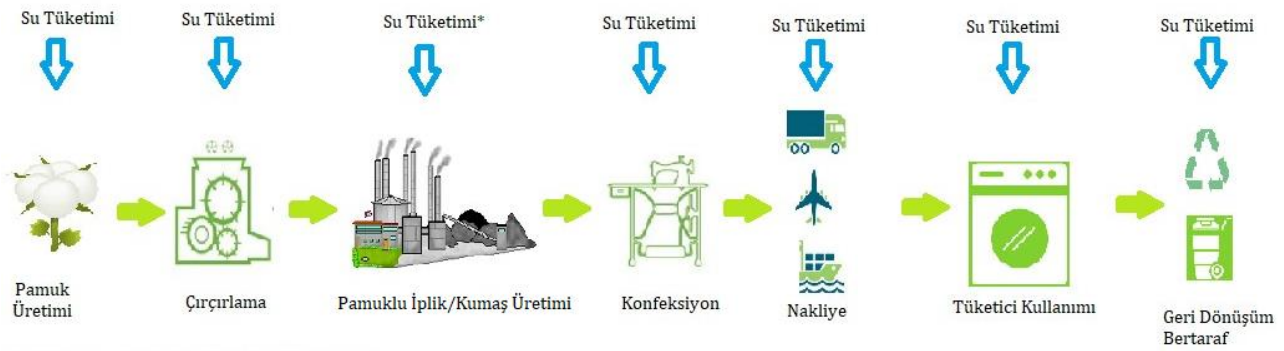 Su Tüketimi
Su Tüketimi
Su Tüketimi*
Su Tüketimi
Su Tüketimi
Su Tüketimi
Su Tüketimi
Pamuk
Üretimi
Çırçırlama
Pamuklu İplik/Kumaş Üretimi
Konfeksiyon
Nakliye
Tüketici Kullanımı
Geri Dönüşüm
Bertaraf